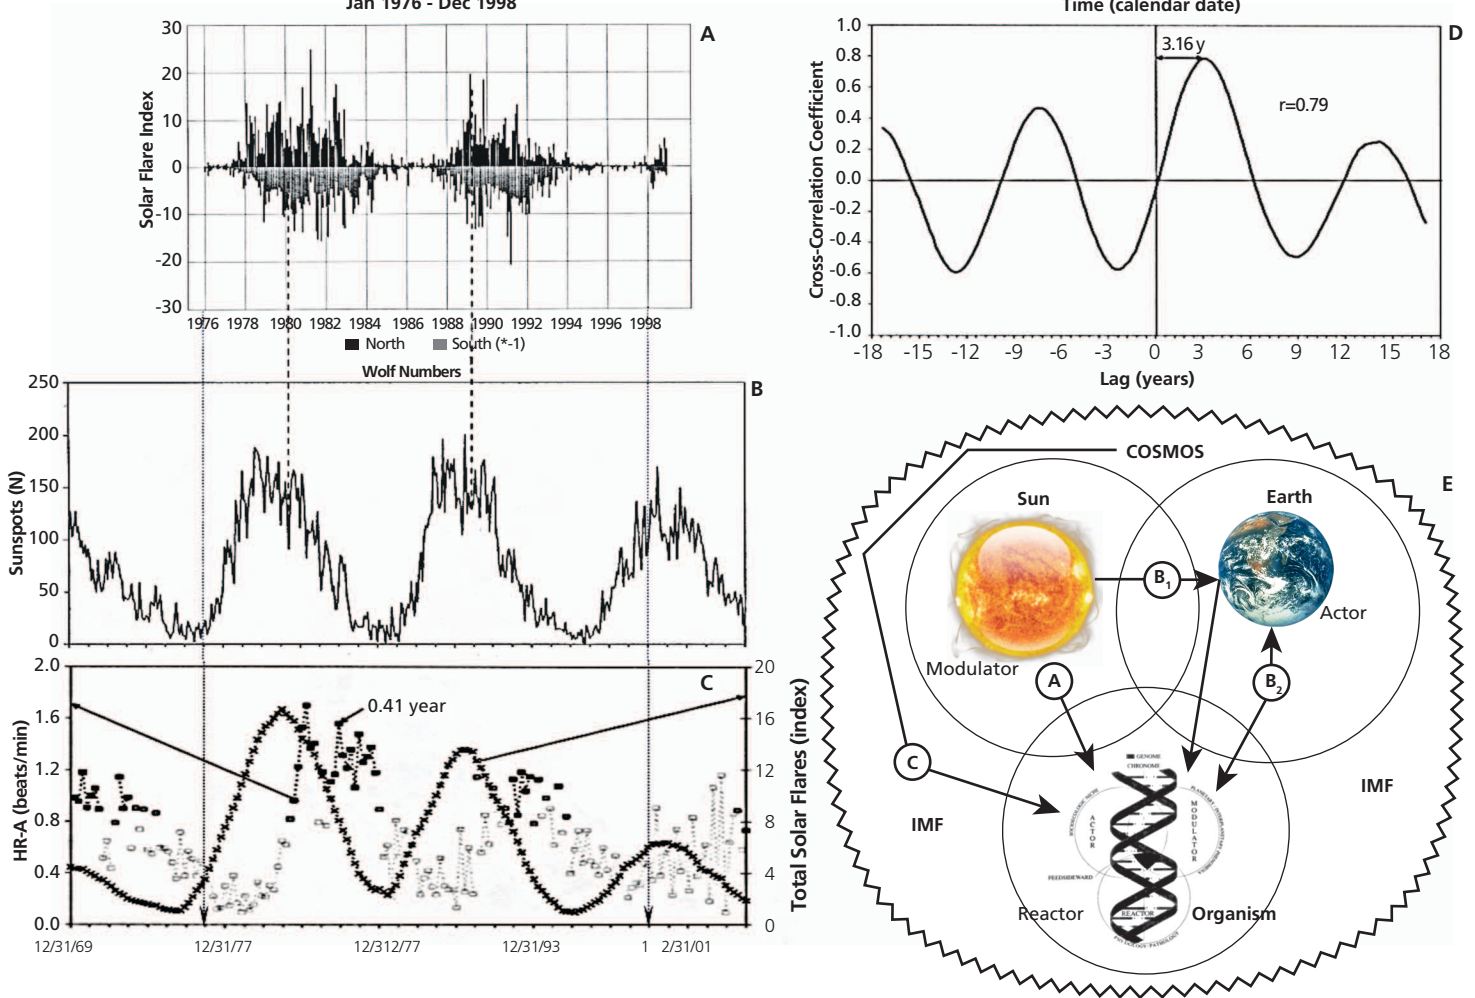 Jan 1976 - Dec 1998
30
20
10
0
-10
-20
-30
Solar Flare Index
A
1976 1978 1980 1982 1984 1986 1988 1990 1992 1994 1996 1998
North South (*-1)
Wolf Numbers
250
200
150
100
50
0
Sunspots (N)
B
2.0
1.6
1.2
0.8
0.4
0.0
HR-A (beats/min)
C
0.41 year
20
16
12
8
4
0
Total Solar Flares (index)
12/31/69 12/31/77 12/312/77 12/31/93 1 2/31/01
Time (calendar date)
1.0
0.8
0.6
0.4
0.2
0.0
-0.2
-0.4
-0.6
-0.8
-1.0
Cross-Correlation Coefficient
D
3.16 y
r=0.79
-18 -15 -12 -9 -6 -3 0 3 6 9 12 15 18
Lag (years)
COSMOS
E
Sun
Earth
B1
Actor
Modulator
A
B2
C
IMF
IMF
GENOME
CHRONOME
ACTOR
MODULATOR
FEEDSIDEWARD
REACTOR
Reactor
Organism